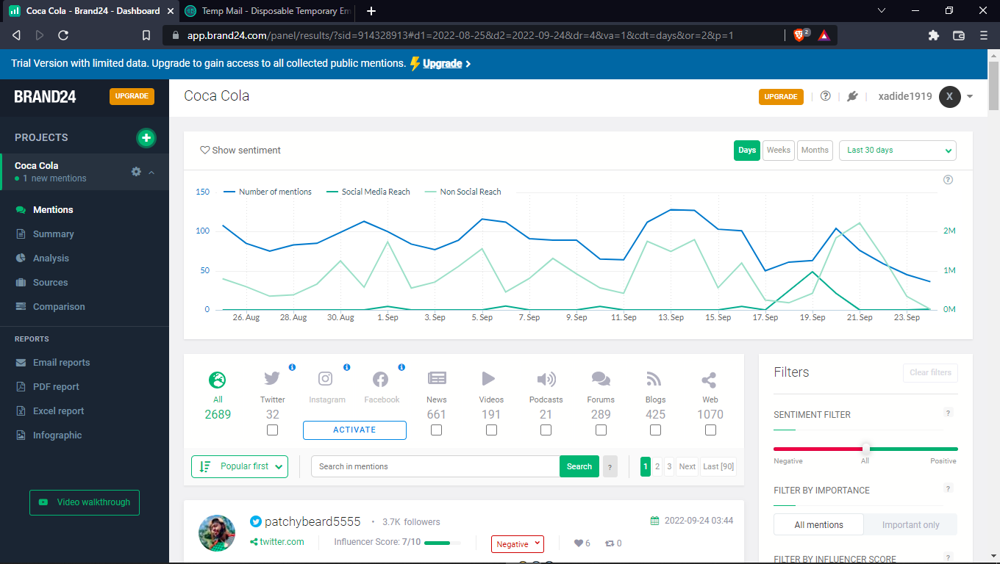 Coca Cola - Brand24 - Dashboard
Temp Mail - Disposable Temporary Em
app.brand24.com/panel/results/?sid=914328913#d1=2022-08-25&d2=2022-09-24&dr=4&va=1&cdt=days&or=2&p=1
2
Trial Version with limited data. Upgrade to gain access to all collected public mentions. Upgrade >
BRAND24
UPGRADE
PROJECTS
Coca Cola
1 new mentions
Mentions
Summary
Analysis
Sources
Comparison
REPORTS
Email reports
PDF report
Excel report
Infographic
Video walkthrough
Coca Cola
UPGRADE
?
xadide1919
X
Show sentiment
Days
Weeks
Months
Last 30 days
?
Number of mentions
Social Media Reach
Non Social Reach
150
100
50
0
2M
1M
0M
26. Aug
28. Aug
30. Aug
1. Sep
3. Sep
5. Sep
7. Sep
9. Sep
11. Sep
13. Sep
15. Sep
17. Sep
19. Sep
21. Sep
23. Sep
All
2689
Twitter
32
Instagram
Facebook
ACTIVATE
News
661
Videos
191
Podcasts
21
Forums
289
Blogs
425
Web
1070
Popular first
Search in mentions
Search
?
1 2 3 Next Last [90]
patchybeard5555 • 3.7K followers
2022-09-24 03:44
twitter.com
Influencer Score: 7/10
Negative
6
0
Filters
Clear filters
SENTIMENT FILTER
?
Negative
All
Positive
FILTER BY IMPORTANCE
?
All mentions
Important only
FILTER BY INFLUENCER SCORE
?